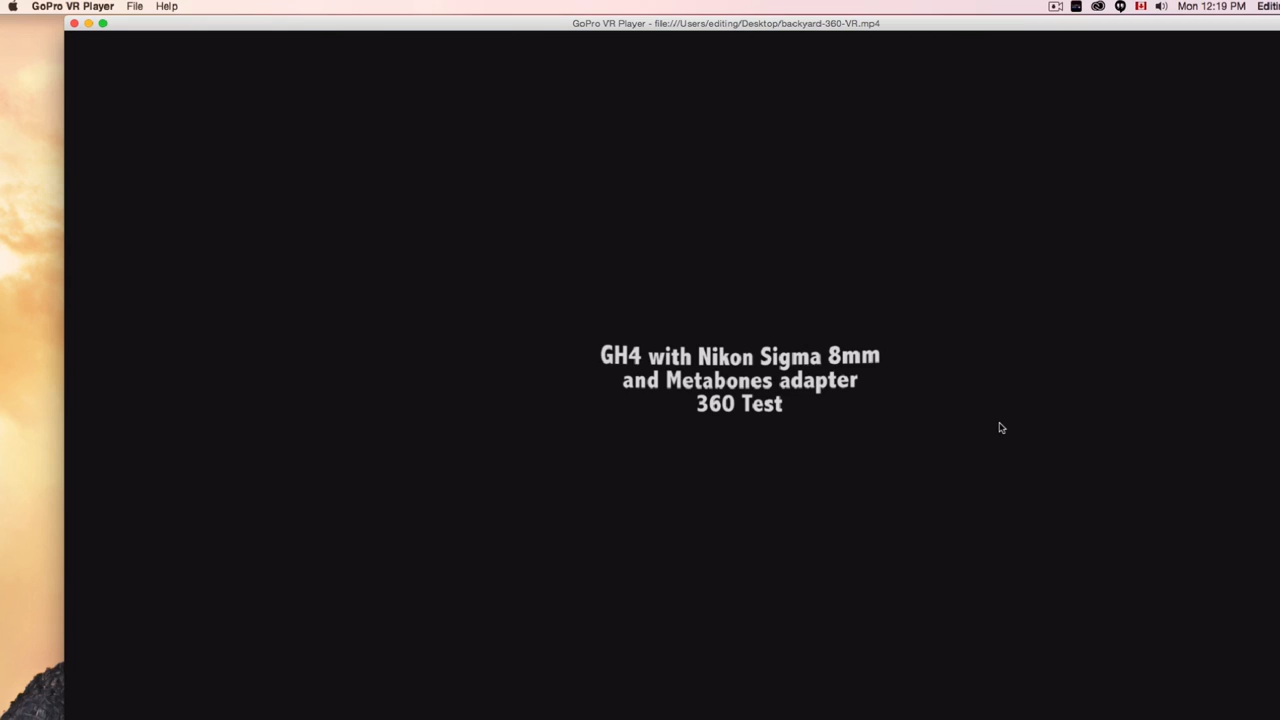 GoPro VR Player File Help Mon 12:19 PM
GoPro VR Player - file:///Users/editing/Desktop/backyard-360-VR.mp4
GH4 with Nikon Sigma 8mm
and Metabones adapter
360 Test